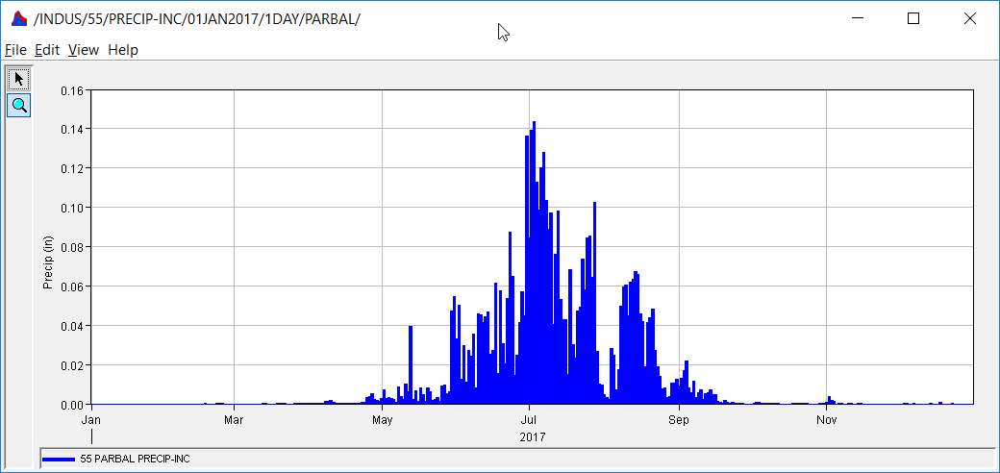 /INDUS/55/PRECIP-INC/01JAN2017/1DAY/PARBAL/
File Edit View Help
0.16
0.14
0.12
0.10
0.08
0.06
0.04
0.02
0.00
Precip (in)
Jan Mar May Jul Sep Nov
2017
55 PARBAL PRECIP-INC